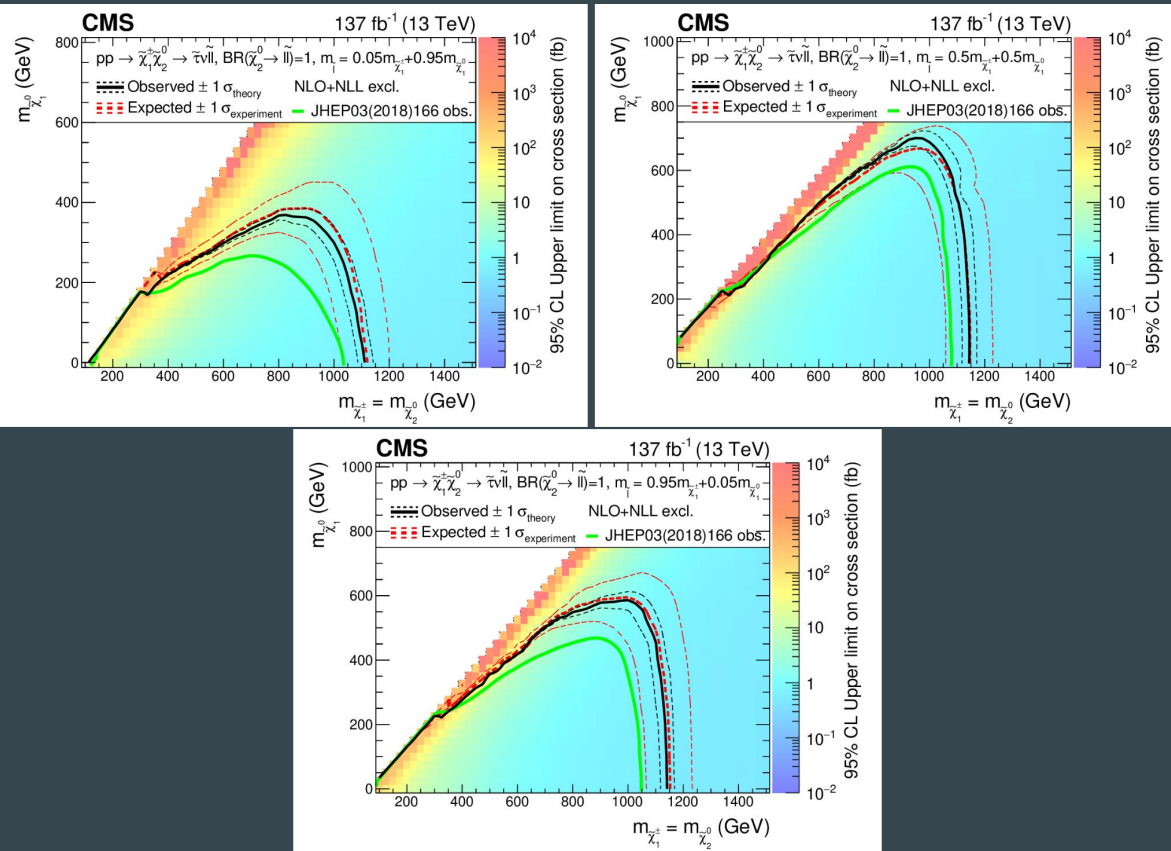 CMS 137 fb⁻¹ (13 TeV)
pp → χ̃₁±χ̃₂⁰ → τ̃νl̃l, BR(χ̃₂⁰→ l̃l)=1, m_l̃ = 0.05m_χ̃₁± +0.95m_χ̃₁⁰
Observed ± 1 σ_theory NLO+NLL excl.
Expected ± 1 σ_experiment JHEP03(2018)166 obs.
m_χ̃₁⁰ (GeV)
800
600
400
200
0
200 400 600 800 1000 1200 1400
m_χ̃₁± = m_χ̃₂⁰ (GeV)
10⁴
10³
10²
10
1
10⁻¹
10⁻²
95% CL Upper limit on cross section (fb)
CMS 137 fb⁻¹ (13 TeV)
pp → χ̃₁±χ̃₂⁰ → τ̃νl̃l, BR(χ̃₂⁰→ l̃l)=1, m_l̃ = 0.5m_χ̃₁± +0.5m_χ̃₁⁰
Observed ± 1 σ_theory NLO+NLL excl.
Expected ± 1 σ_experiment JHEP03(2018)166 obs.
m_χ̃₁⁰ (GeV)
1000
800
600
400
200
0
200 400 600 800 1000 1200 1400
m_χ̃₁± = m_χ̃₂⁰ (GeV)
10⁴
10³
10²
10
1
10⁻¹
10⁻²
95% CL Upper limit on cross section (fb)
CMS 137 fb⁻¹ (13 TeV)
pp → χ̃₁±χ̃₂⁰ → τ̃νl̃l, BR(χ̃₂⁰→ l̃l)=1, m_l̃ = 0.95m_χ̃₁± +0.05m_χ̃₁⁰
Observed ± 1 σ_theory NLO+NLL excl.
Expected ± 1 σ_experiment JHEP03(2018)166 obs.
m_χ̃₁⁰ (GeV)
1000
800
600
400
200
0
200 400 600 800 1000 1200 1400
m_χ̃₁± = m_χ̃₂⁰ (GeV)
10⁴
10³
10²
10
1
10⁻¹
10⁻²
95% CL Upper limit on cross section (fb)